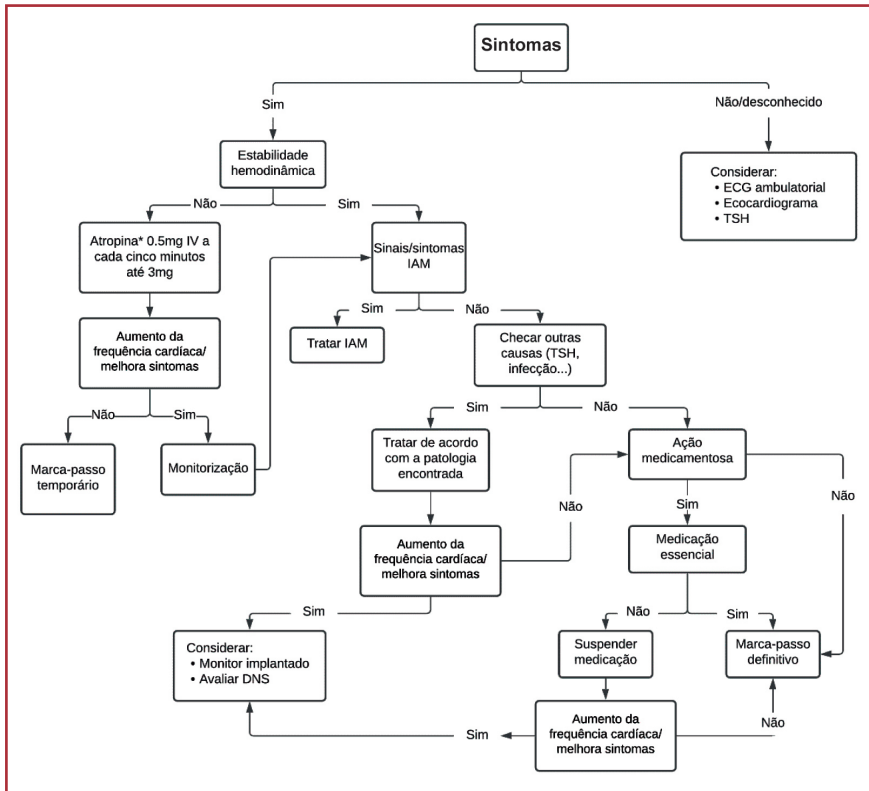 Sintomas
Sim
Não/desconhecido
Estabilidade
hemodinâmica
Considerar:
• ECG ambulatorial
• Ecocardiograma
• TSH
Não
Sim
Atropina* 0.5mg IV a
cada cinco minutos
até 3mg
Sinais/sintomas
IAM
Sim
Não
Aumento da
frequência cardíaca/
melhora sintomas
Tratar IAM
Checar outras
causas (TSH,
infecção...)
Não
Sim
Sim
Não
Marca-passo
temporário
Monitorização
Tratar de acordo
com a patologia
encontrada
Ação
medicamentosa
Não
Sim
Não
Aumento da
frequência cardíaca/
melhora sintomas
Medicação
essencial
Sim
Não
Sim
Considerar:
• Monitor implantado
• Avaliar DNS
Suspender
medicação
Marca-passo
definitivo
Sim
Aumento da
frequência cardíaca/
melhora sintomas
Não